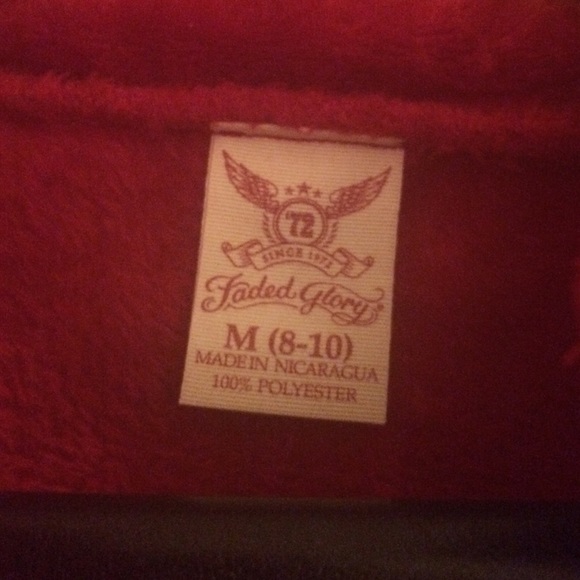 '72
SINCE 1972
Faded Glory
M (8-10)
MADE IN NICARAGUA
100% POLYESTER